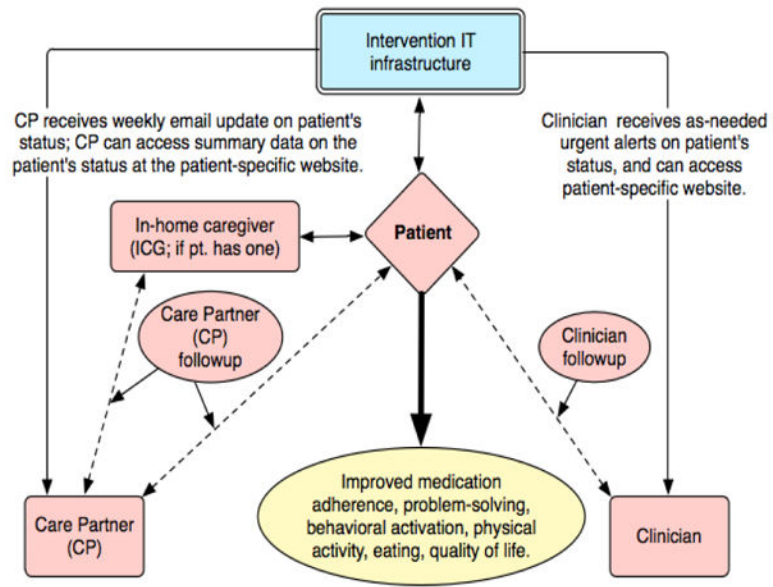 Intervention IT
infrastructure
CP receives weekly email update on patient's
status; CP can access summary data on the
patient's status at the patient-specific website.
Clinician receives as-needed
urgent alerts on patient's
status, and can access
patient-specific website.
In-home caregiver
(ICG; if pt. has one)
Patient
Care Partner
(CP)
followup
Clinician
followup
Improved medication
adherence, problem-solving,
behavioral activation, physical
activity, eating, quality of life.
Care Partner
(CP)
Clinician